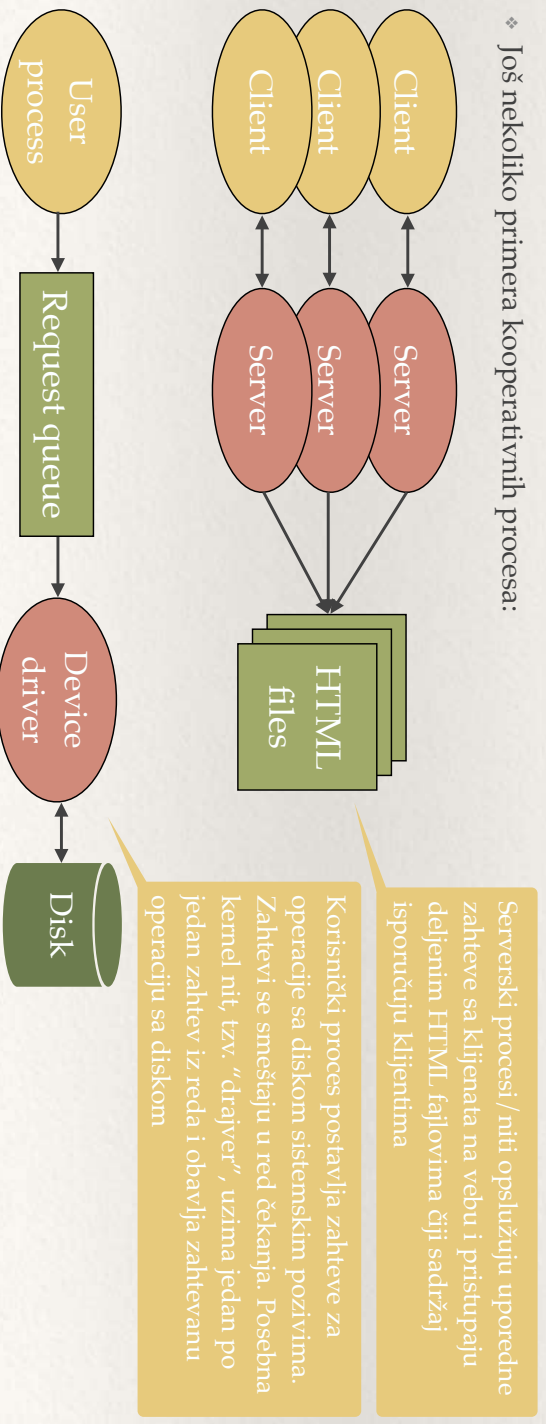 Još nekoliko primera kooperativnih procesa:
Client
Client
Client
Server
Server
Server
HTML
files
Serverski procesi/niti opslužuju uporedne
zahteve sa klijenata na vebu i pristupaju
deljenim HTML fajlovima čiji sadržaj
isporučuju klijentima
User
process
Request queue
Device
driver
Disk
Korisnički proces postavlja zahteve za
operacije sa diskom sistemskim pozivima.
Zahtevi se smeštaju u red čekanja. Posebna
kernel nit, tzv. “drajver”, uzima jedan po
jedan zahtev iz reda i obavlja zahtevanu
operaciju sa diskom